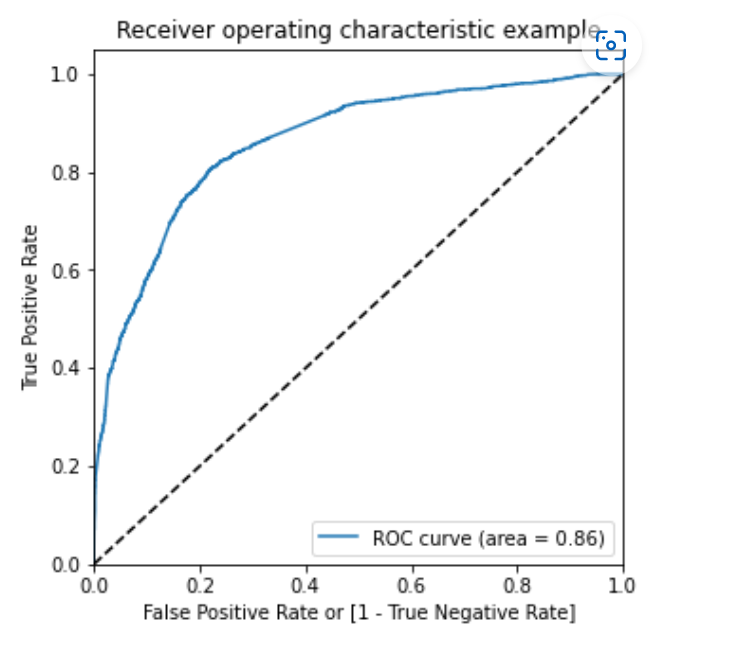 Receiver operating characteristic example
1.0
0.8
0.6
0.4
0.2
0.0
True Positive Rate
ROC curve (area = 0.86)
0.0 0.2 0.4 0.6 0.8 1.0
False Positive Rate or [1 - True Negative Rate]